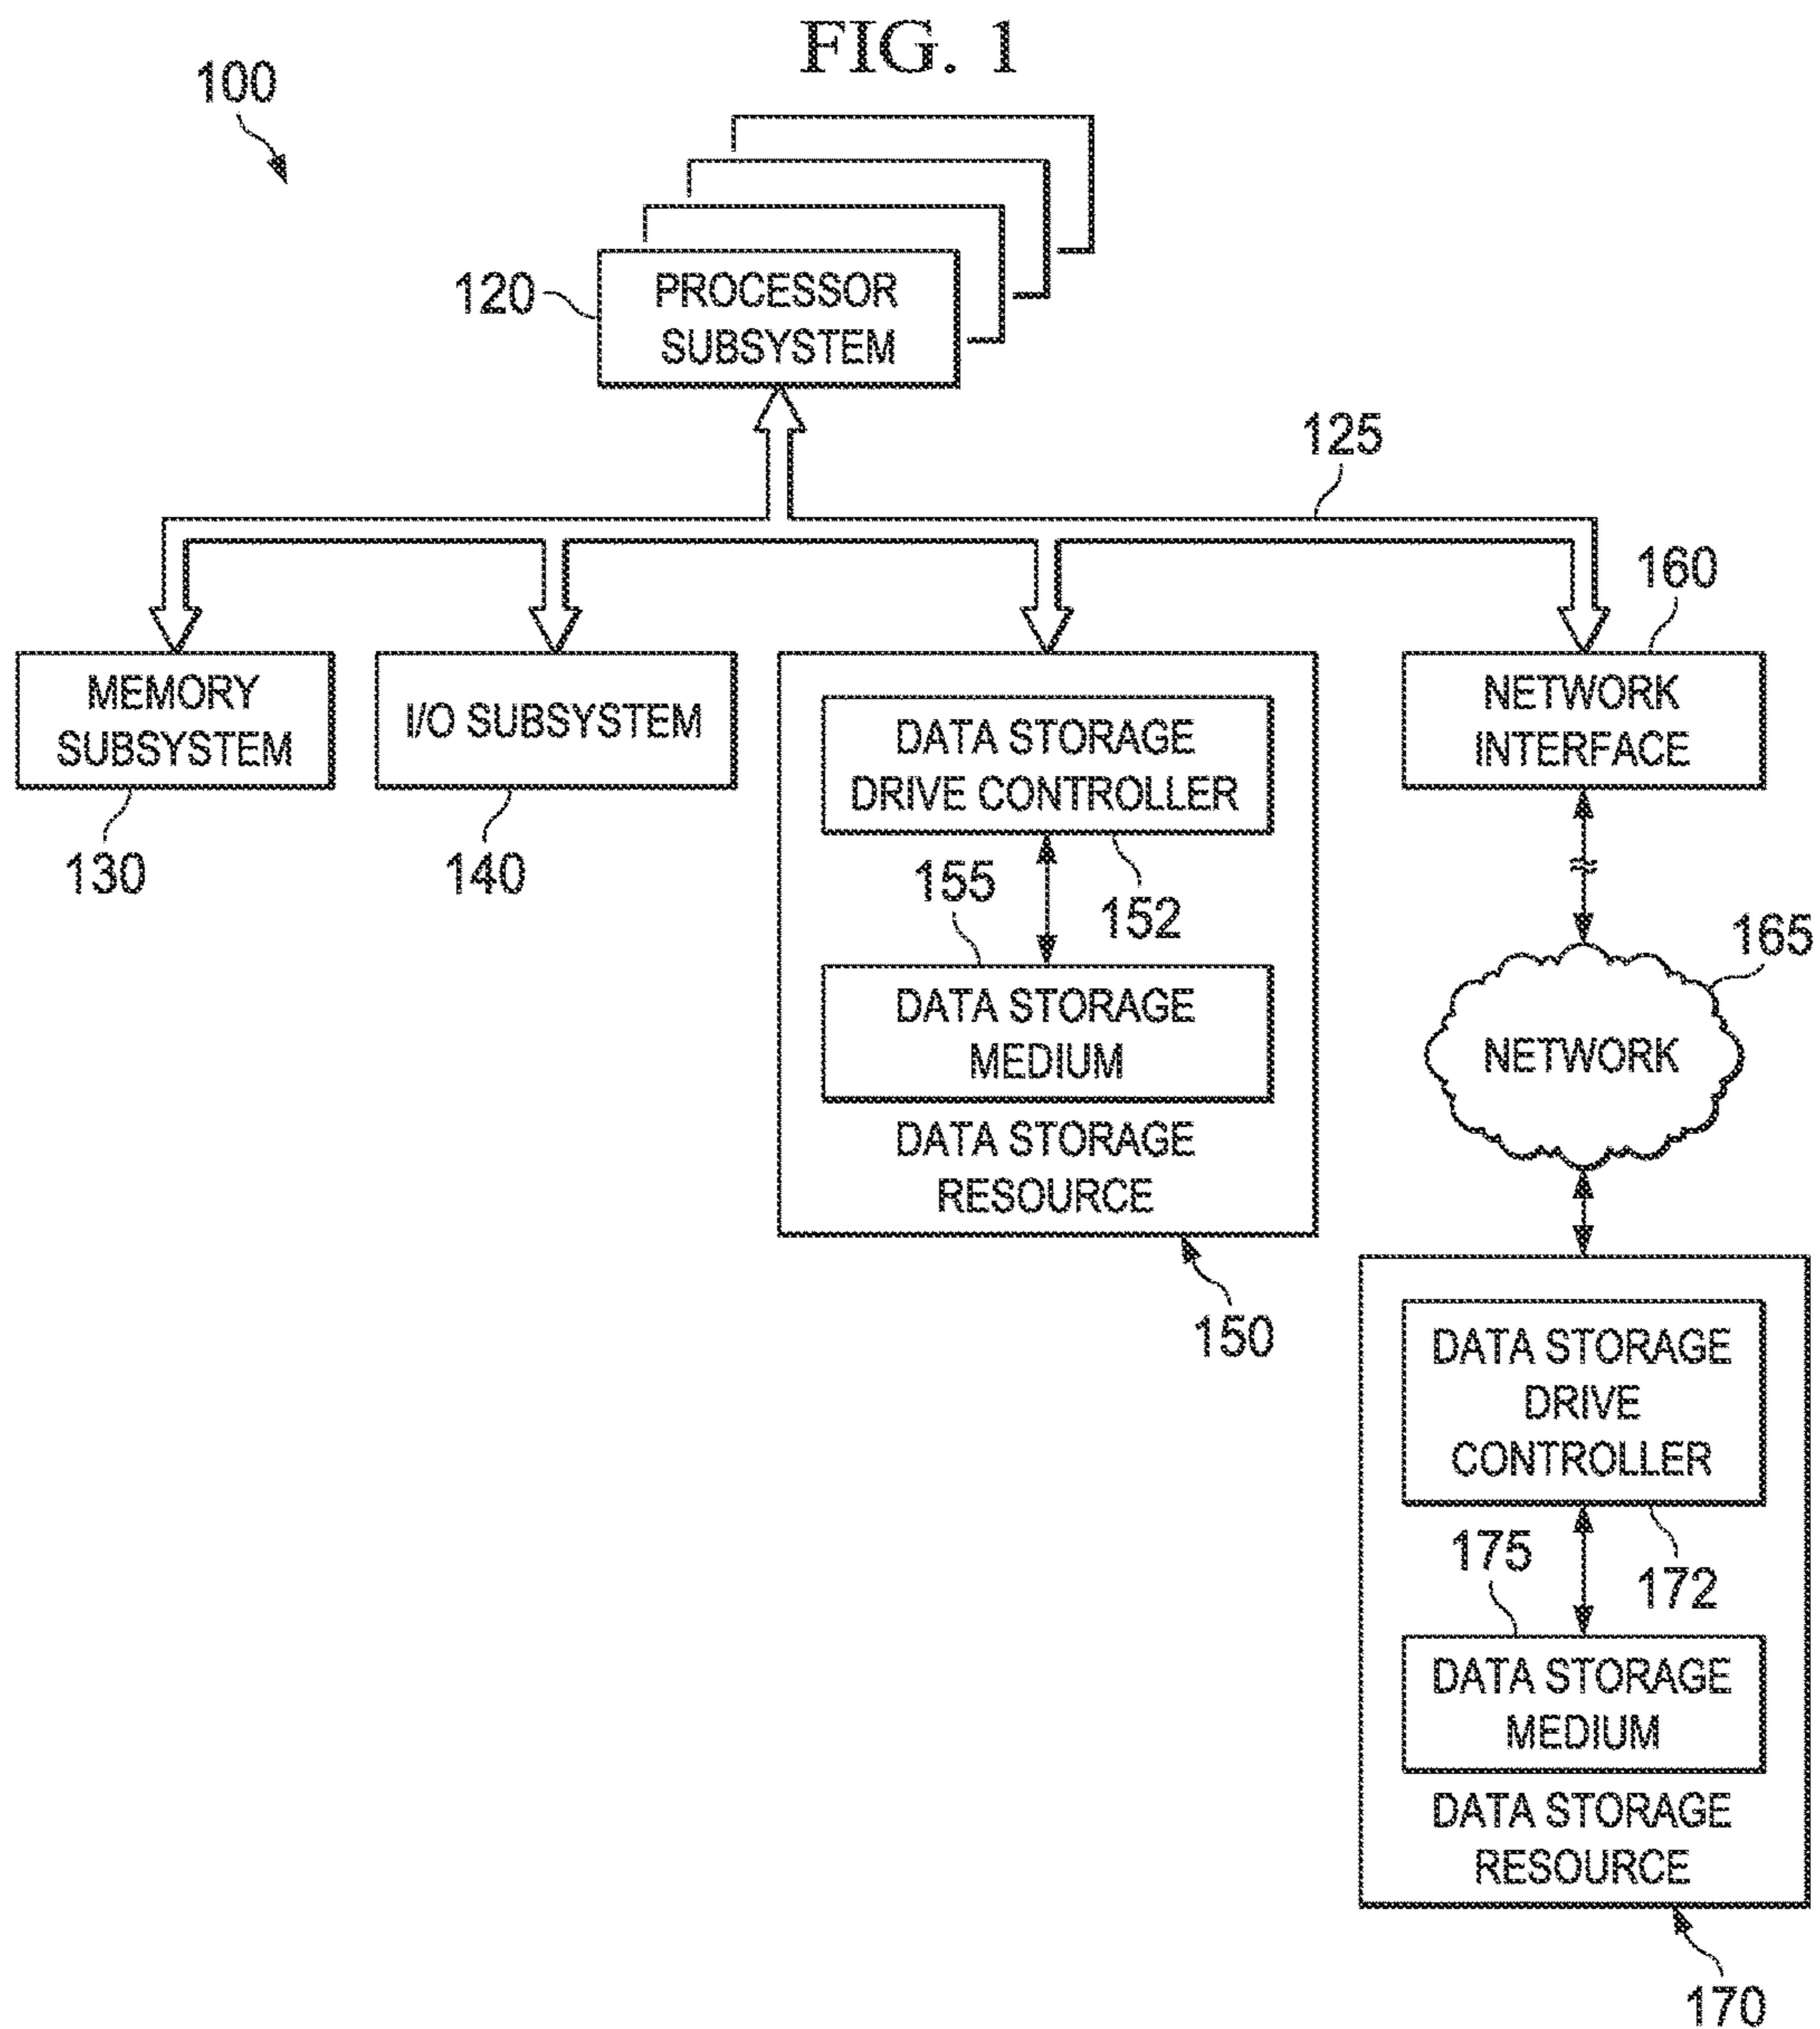 FIG. 1
100
PROCESSOR
SUBSYSTEM
120
125
160
MEMORY
SUBSYSTEM
130
I/O SUBSYSTEM
140
DATA STORAGE
DRIVE CONTROLLER
155
152
DATA STORAGE
MEDIUM
DATA STORAGE
RESOURCE
150
NETWORK
INTERFACE
165
NETWORK
DATA STORAGE
DRIVE
CONTROLLER
175
172
DATA STORAGE
MEDIUM
DATA STORAGE
RESOURCE
170